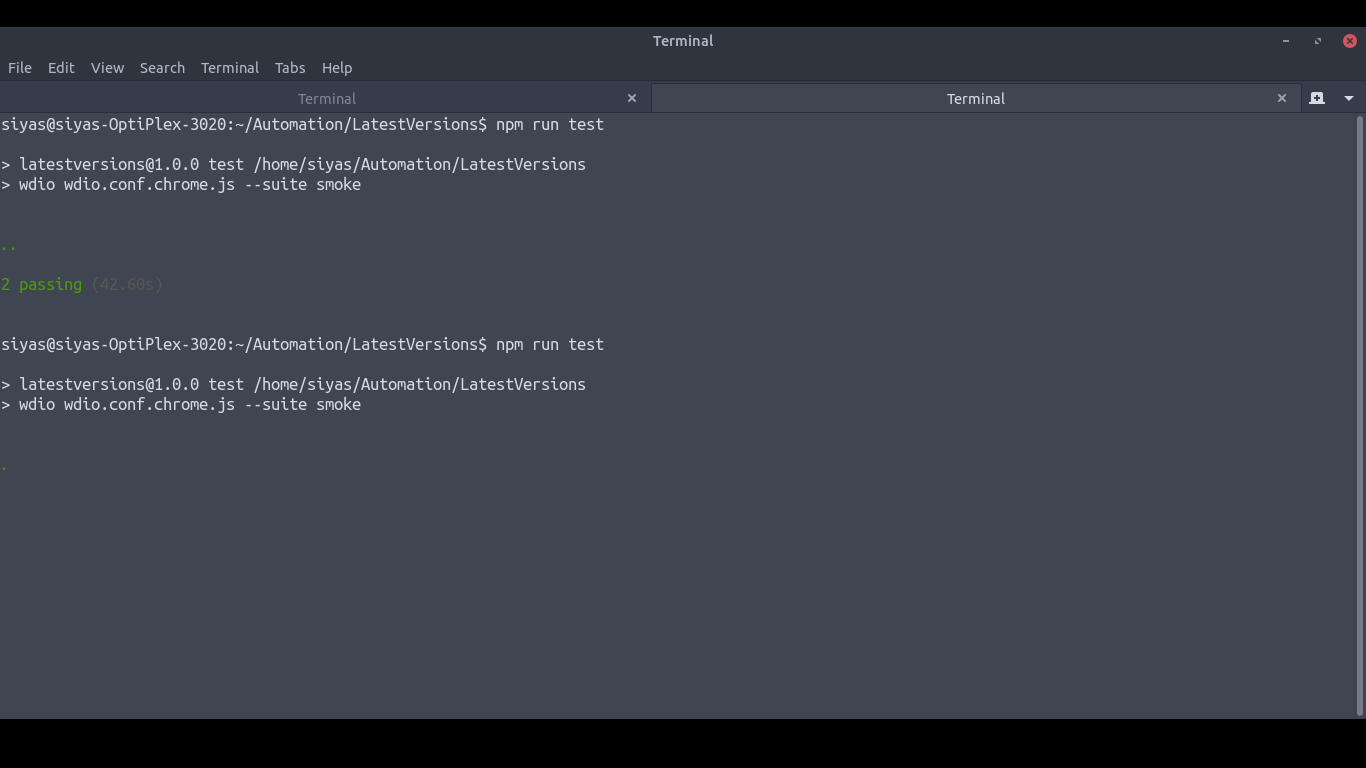 Terminal
File Edit View Search Terminal Tabs Help
Terminal Terminal
siyas@siyas-OptiPlex-3020:~/Automation/LatestVersions$ npm run test
> latestversions@1.0.0 test /home/siyas/Automation/LatestVersions
> wdio wdio.conf.chrome.js --suite smoke
..
2 passing (42.60s)
siyas@siyas-OptiPlex-3020:~/Automation/LatestVersions$ npm run test
> latestversions@1.0.0 test /home/siyas/Automation/LatestVersions
> wdio wdio.conf.chrome.js --suite smoke
.